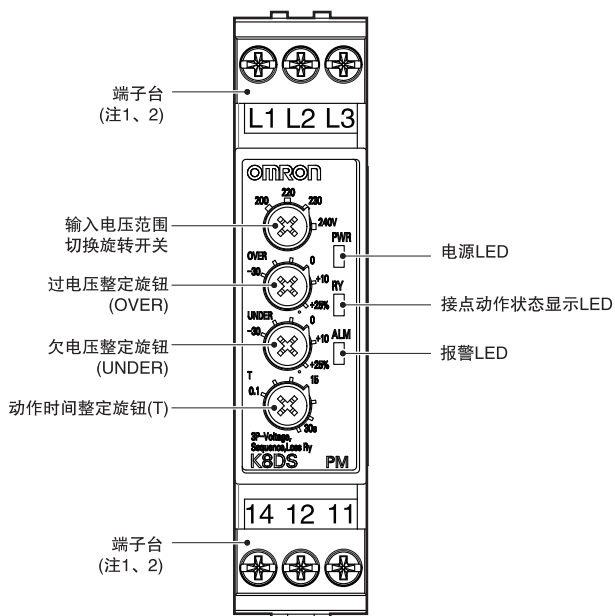 端子台
(注1、2)
L1 L2 L3
OMRON
220
200
230
240V
输入电压范围
切换旋转开关
PWR
电源LED
OVER
0
-30
+10
+25%
过电压整定旋钮
(OVER)
RY
接点动作状态显示LED
UNDER
0
-30
+10
+25%
欠电压整定旋钮
(UNDER)
ALM
报警LED
T
15
0.1
30s
动作时间整定旋钮(T)
3P-Voltage,
Sequence,Loss Ry
K8DS PM
14 12 11
端子台
(注1、2)